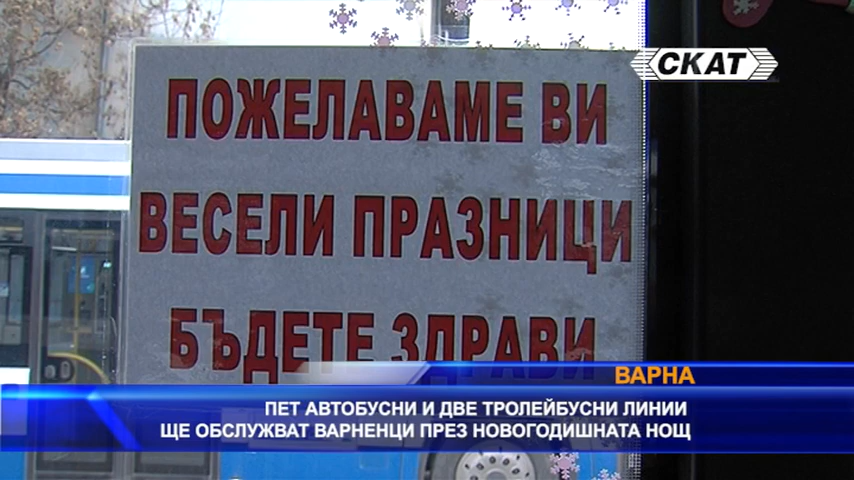 СКАТ
ПОЖЕЛАВАМЕ ВИ
ВЕСЕЛИ ПРАЗНИЦИ
БЪДЕТЕ ЗДРАВИ
ВАРНА
ПЕТ АВТОБУСНИ И ДВЕ ТРОЛЕЙБУСНИ ЛИНИИ
ЩЕ ОБСЛУЖВАТ ВАРНЕНЦИ ПРЕЗ НОВОГОДИШНАТА НОЩ